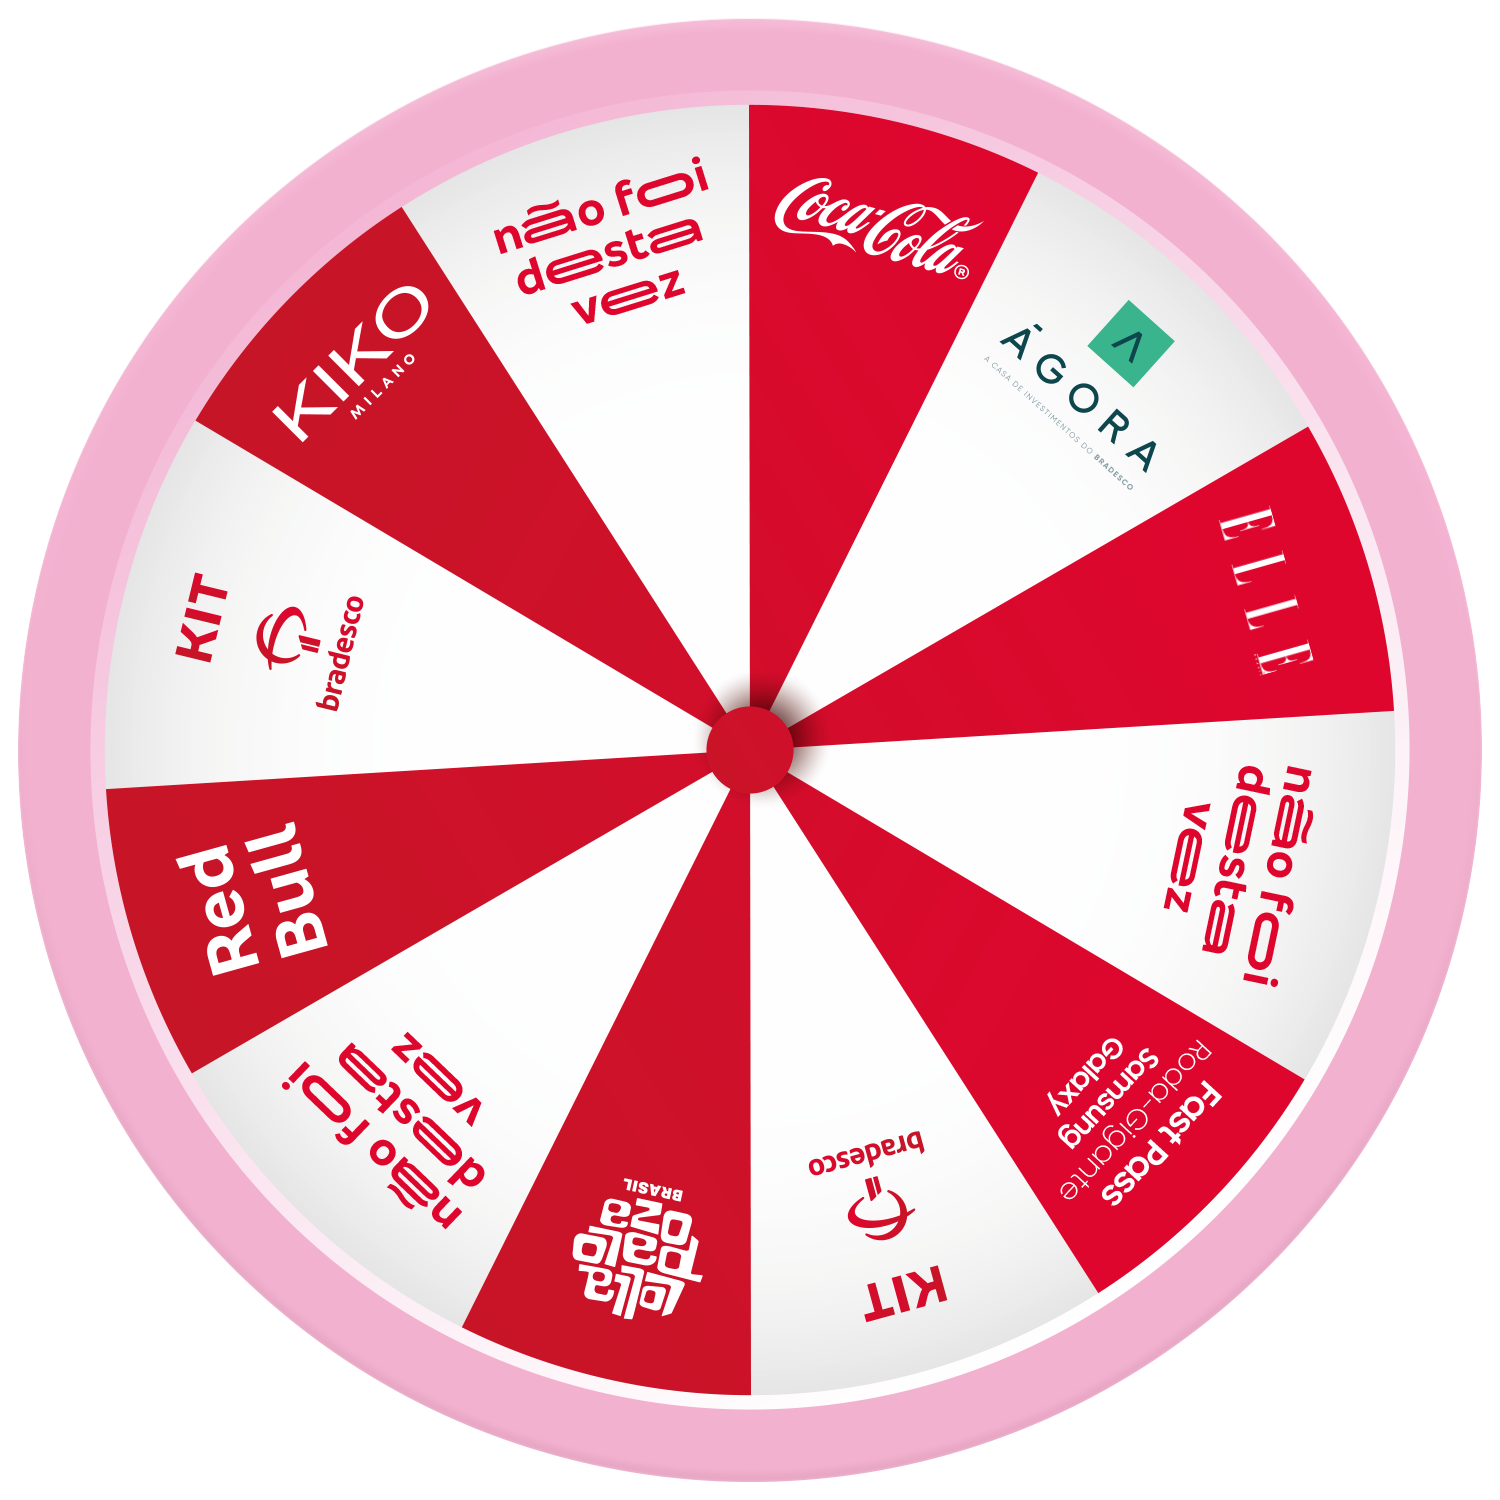 Coca-Cola®
ÁGORA
A CASA DE INVESTIMENTOS DO BRADESCO
ELLE
não foi
desta
vez
Fast Pass
Roda-Gigante
Samsung
Galaxy
KIT
bradesco
lolla
pala
oza
BRASIL
não foi
desta
vez
Red
Bull
KIT
bradesco
KIKO
MILANO
não foi
desta
vez